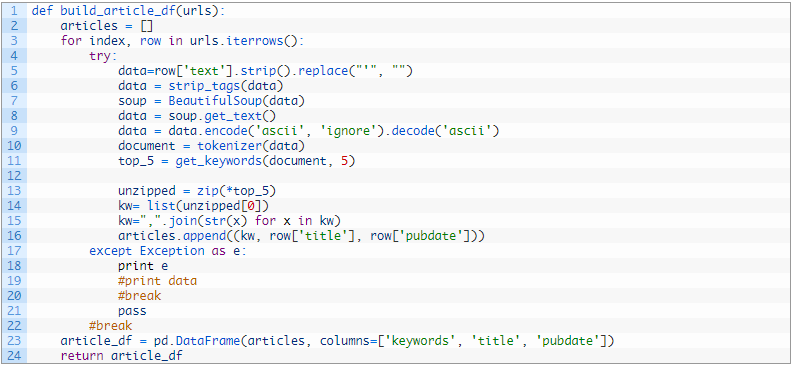 1 def build_article_df(urls):
2     articles = []
3     for index, row in urls.iterrows():
4         try:
5             data=row['text'].strip().replace("'", "")
6             data = strip_tags(data)
7             soup = BeautifulSoup(data)
8             data = soup.get_text()
9             data = data.encode('ascii', 'ignore').decode('ascii')
10             document = tokenizer(data)
11             top_5 = get_keywords(document, 5)
12
13             unzipped = zip(*top_5)
14             kw= list(unzipped[0])
15             kw=",".join(str(x) for x in kw)
16             articles.append((kw, row['title'], row['pubdate']))
17         except Exception as e:
18             print e
19             #print data
20             #break
21             pass
22         #break
23     article_df = pd.DataFrame(articles, columns=['keywords', 'title', 'pubdate'])
24     return article_df